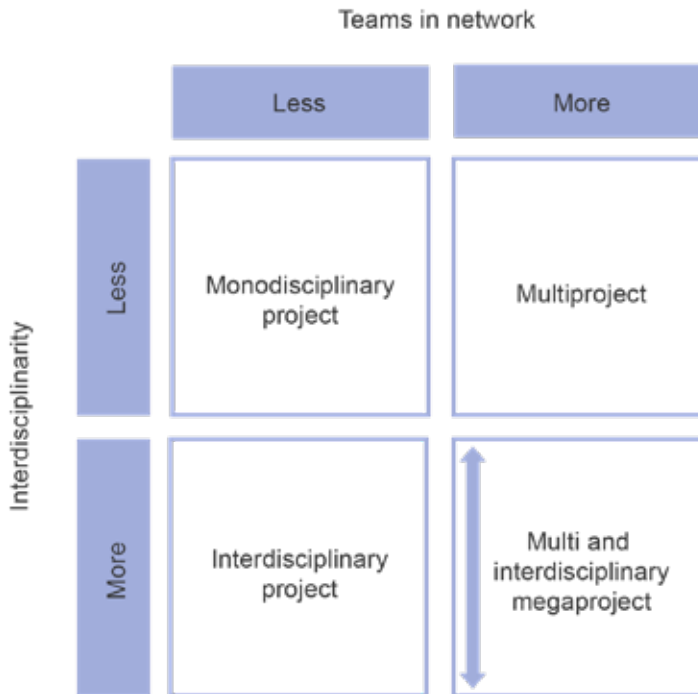 Teams in network
Less
More
Interdisciplinarity
Less
Monodisciplinary
project
Multiproject
More
Interdisciplinary
project
Multi and
interdisciplinary
megaproject